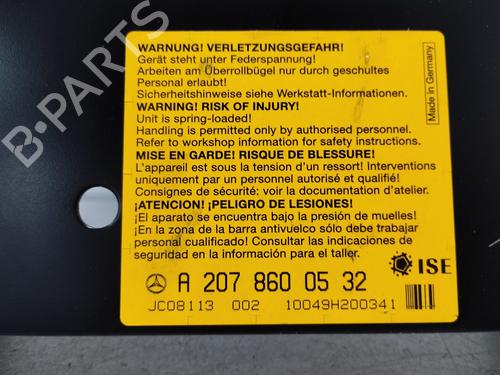 B-PARTS
WARNUNG! VERLETZUNGSGEFAHR!
Gerät steht unter Federspannung!
Arbeiten am Überrollbügel nur durch geschultes
Personal erlaubt!
Sicherheitshinweise siehe Werkstatt-Informationen.
WARNING! RISK OF INJURY!
Unit is spring-loaded!
Handling is permitted only by authorised personnel.
Refer to workshop information for safety instructions.
MISE EN GARDE! RISQUE DE BLESSURE!
L'appareil est sous la tension d'un ressort! Interventions
uniquement par un personnel autorisé et qualifié!
Consignes de sécurité: voir la documentation d'atelier.
¡ATENCION! ¡PELIGRO DE LESIONES!
¡El aparato se encuentra bajo la presión de muelles!
¡En la zona de la barra antivuelco sólo debe trabajar
personal cualificado! Consultar las indicaciones de
seguridad en la información para el taller.
Made in Germany
ISE
A 207 860 05 32
JC08113 002 10049H200341